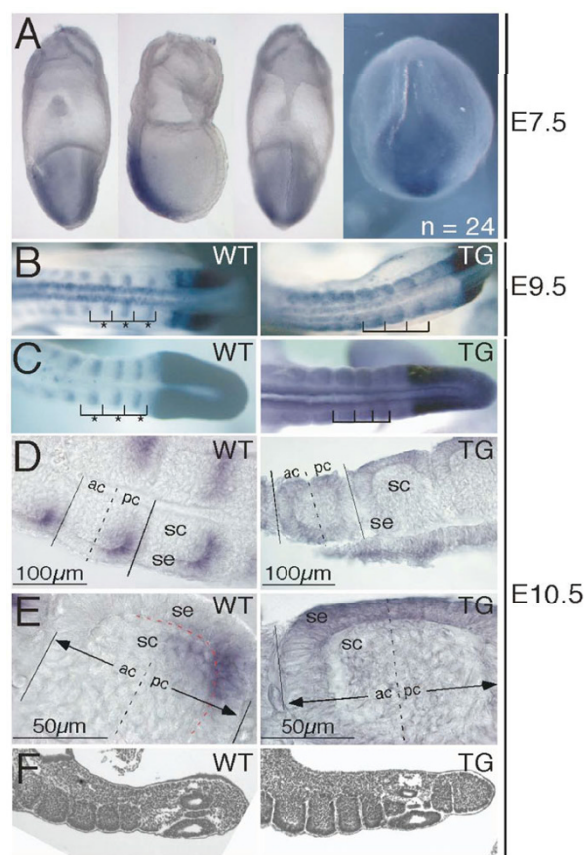 A
E7.5
n = 24
B WT TG
* * *
E9.5
C WT TG
* * *
D WT TG
ac pc ac pc
sc sc
se se
100µm 100µm
E10.5
E se WT se TG
sc sc
ac pc ac pc
50µm 50µm
F WT TG